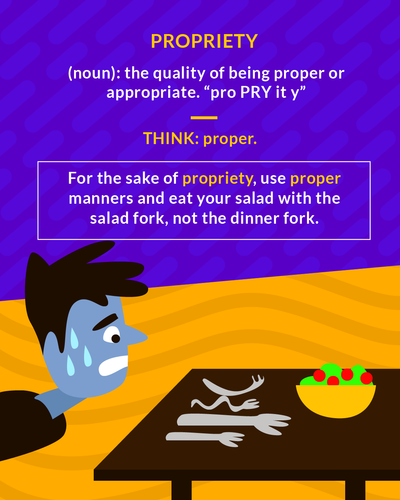 PROPRIETY
(noun): the quality of being proper or
appropriate. “pro PRY it y”
THINK: proper.
For the sake of propriety, use proper
manners and eat your salad with the
salad fork, not the dinner fork.